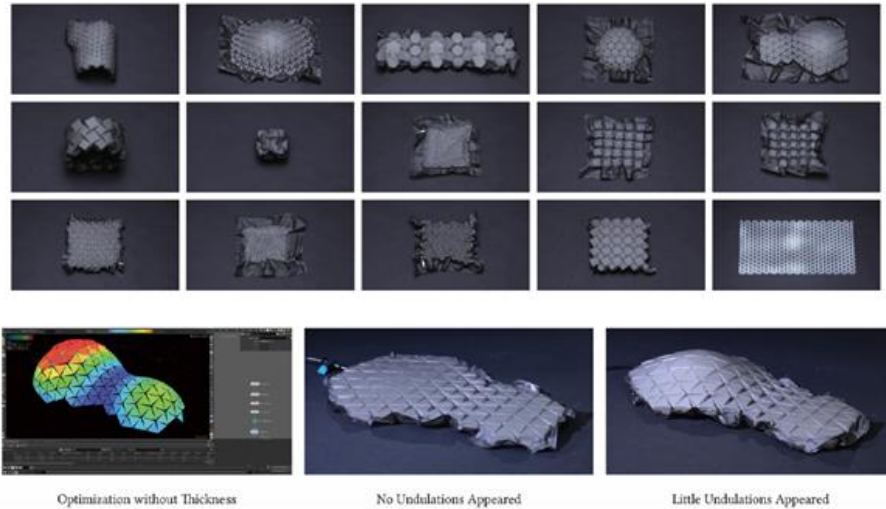 Optimization without Thickness
No Undulations Appeared
Little Undulations Appeared